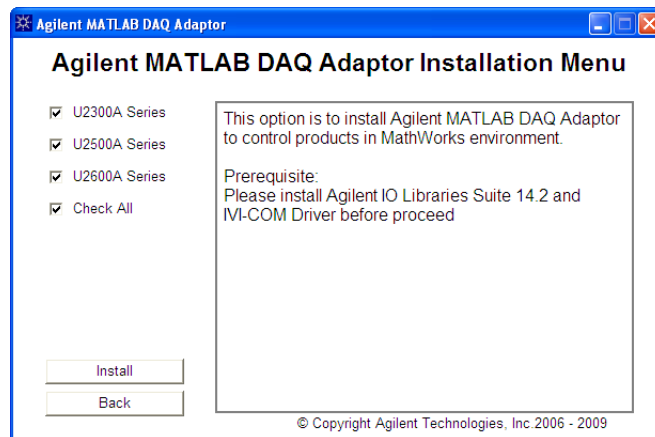 Agilent MATLAB DAQ Adaptor
Agilent MATLAB DAQ Adaptor Installation Menu
U2300A Series
U2500A Series
U2600A Series
Check All
This option is to install Agilent MATLAB DAQ Adaptor
to control products in MathWorks environment.
Prerequisite:
Please install Agilent IO Libraries Suite 14.2 and
IVI-COM Driver before proceed
Install
Back
© Copyright Agilent Technologies, Inc.2006 - 2009